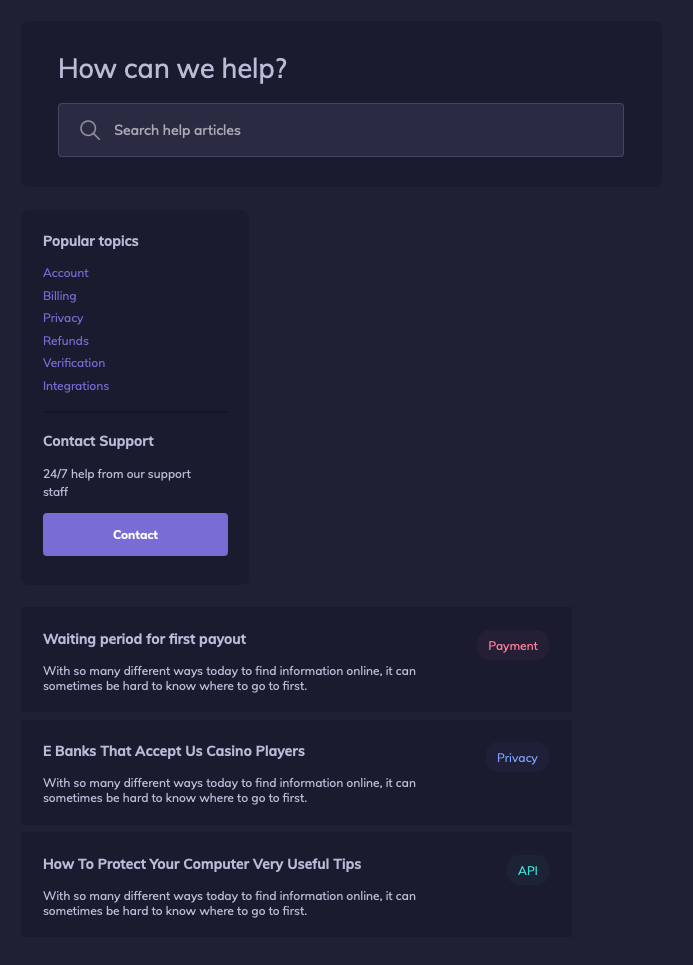 How can we help?
Search help articles
Popular topics
Account
Billing
Privacy
Refunds
Verification
Integrations
Contact Support
24/7 help from our support
staff
Contact
Waiting period for first payout
Payment
With so many different ways today to find information online, it can
sometimes be hard to know where to go to first.
E Banks That Accept Us Casino Players
Privacy
With so many different ways today to find information online, it can
sometimes be hard to know where to go to first.
How To Protect Your Computer Very Useful Tips
API
With so many different ways today to find information online, it can
sometimes be hard to know where to go to first.